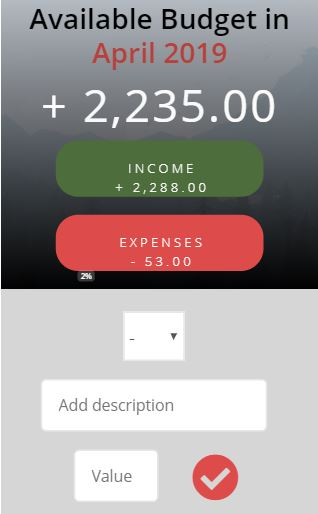 Available Budget in
April 2019
+ 2,235.00
INCOME
+ 2,288.00
EXPENSES
- 53.00
2%
-
Add description
Value